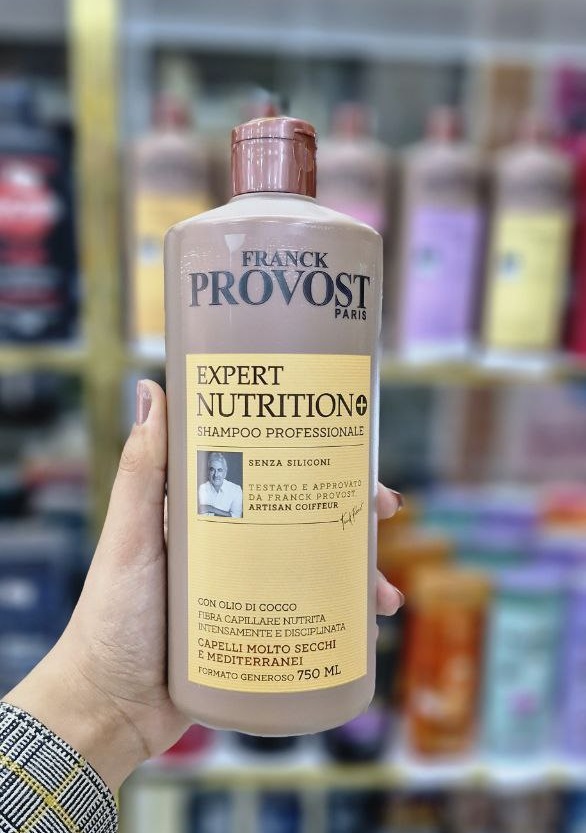 FRANCK
PROVOST
PARIS
EXPERT
NUTRITION+
SHAMPOO PROFESSIONALE
SENZA SILICONI
TESTATO E APPROVATO
DA FRANCK PROVOST,
ARTISAN COIFFEUR
CON OLIO DI COCCO
FIBRA CAPILLARE NUTRITA
INTENSAMENTE E DISCIPLINATA
CAPELLI MOLTO SECCHI
E MEDITERRANEI
FORMATO GENEROSO 750 ML